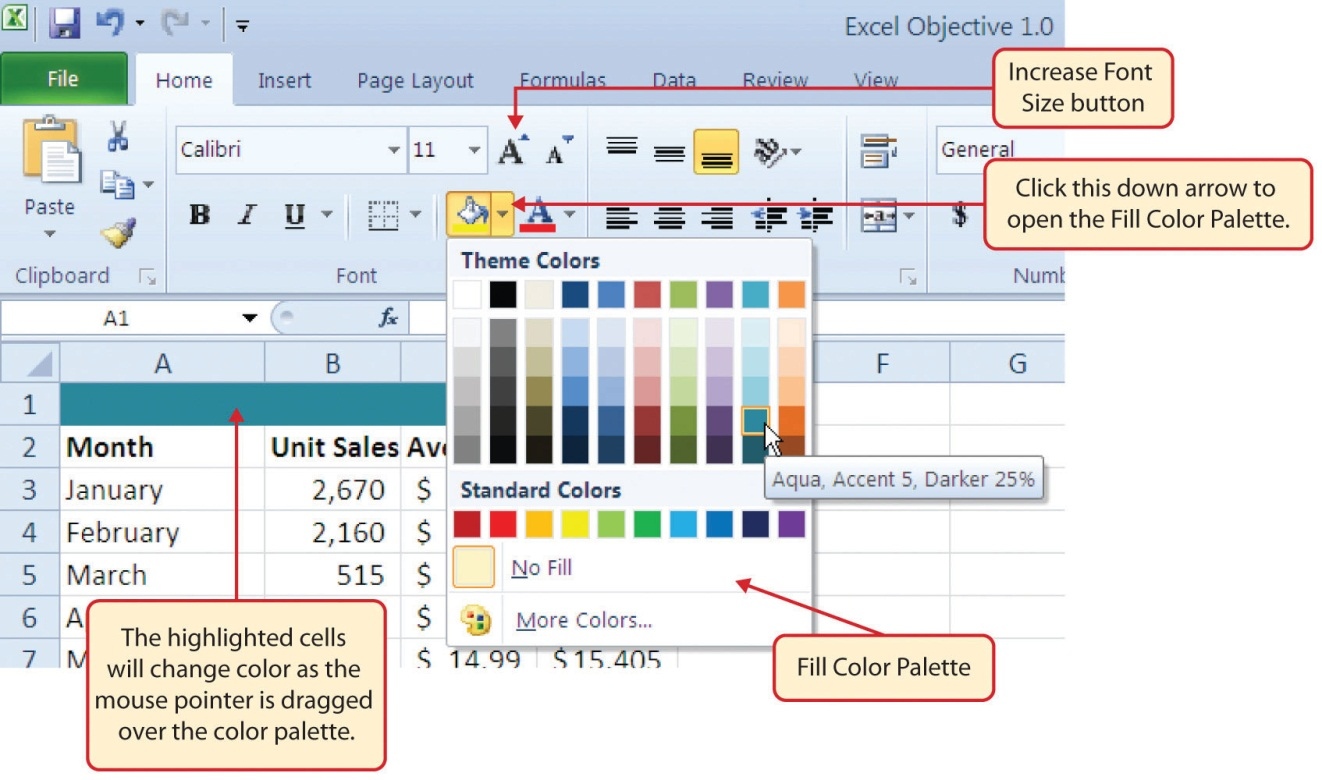 Excel Objective 1.0
File Home Insert Page Layout Formulas Data Review View
Increase Font
Size button
Calibri 11 A A General
Click this down arrow to
open the Fill Color Palette.
Paste B I U A a $
Clipboard Font Numb
A1 fx
Theme Colors
A B F G
1
2 Month Unit Sales Ave
3 January 2,670 $
4 February 2,160 $
5 March 515 $
6 A $
7 M $ 14.99 $15,405
Aqua, Accent 5, Darker 25%
Standard Colors
No Fill
More Colors...
The highlighted cells
will change color as the
mouse pointer is dragged
over the color palette.
Fill Color Palette